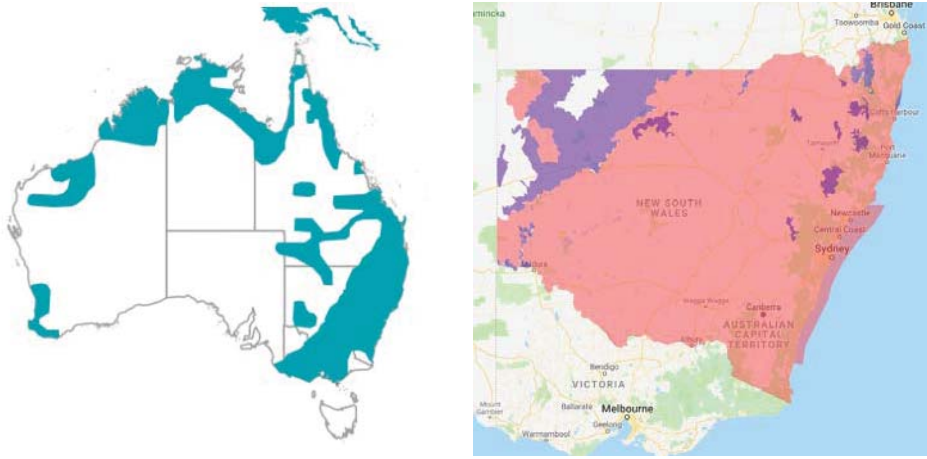 Brisbane
Toowoomba
Gold Coast
Coffs Harbour
Tamworth
Port
Macquarie
NEW SOUTH
WALES
Newcastle
Central Coast
Sydney
Mildura
Wagga Wagga
Canberra
AUSTRALIAN
CAPITAL
TERRITORY
Albury
Bendigo
VICTORIA
Mount
Gambier
Ballarat
Melbourne
Geelong
Warrnambool